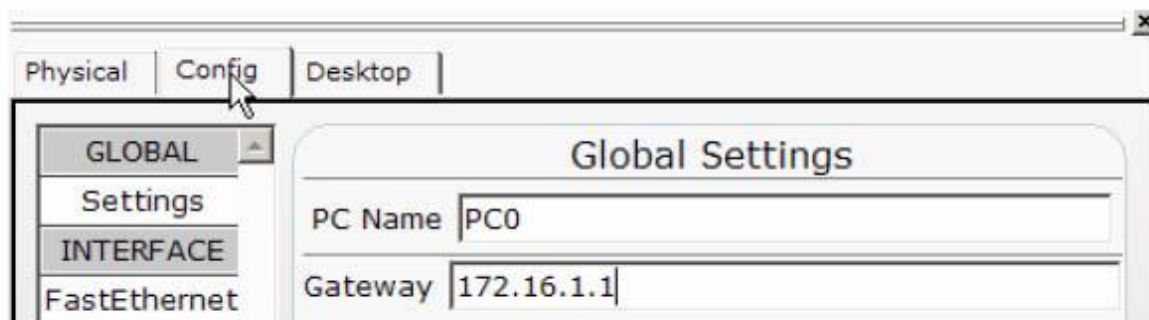 Physical Config Desktop
GLOBAL
Settings
INTERFACE
FastEthernet
Global Settings
PC Name PC0
Gateway 172.16.1.1